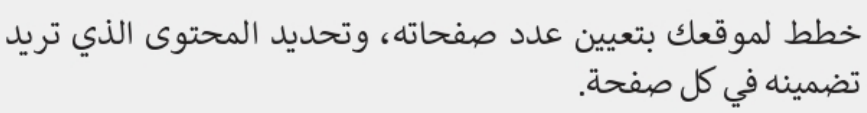 خطط لموقعك بتعيين عدد صفحاته، وتحديد المحتوى الذي تريد
تضمينه في كل صفحة.